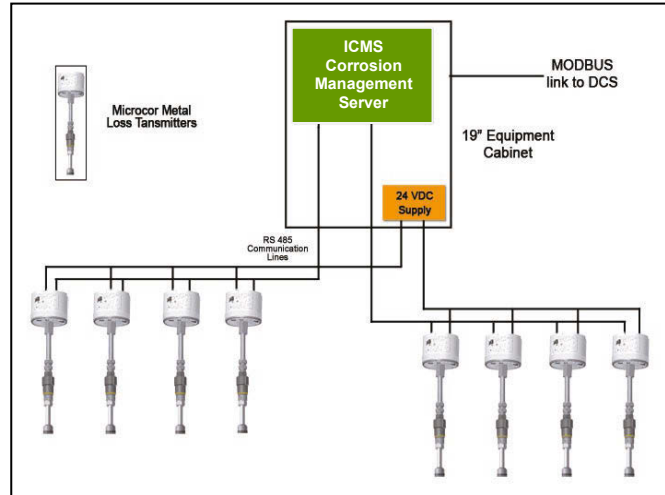 ICMS
Corrosion
Management
Server
MODBUS
link to DCS
Microcor Metal
Loss Tansmitters
19" Equipment
Cabinet
24 VDC
Supply
RS 485
Communication
Lines